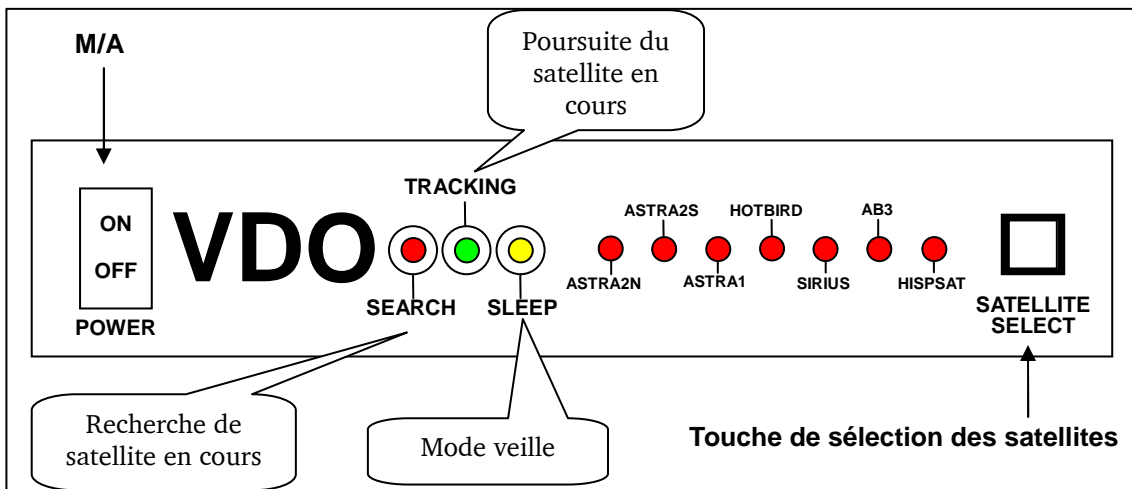 M/A
Poursuite du
satellite en
cours
TRACKING
ON
OFF
POWER
VDO
SEARCH
SLEEP
ASTRA2S
HOTBIRD
AB3
ASTRA2N
ASTRA1
SIRIUS
HISPSAT
SATELLITE
SELECT
Recherche de
satellite en cours
Mode veille
Touche de sélection des satellites